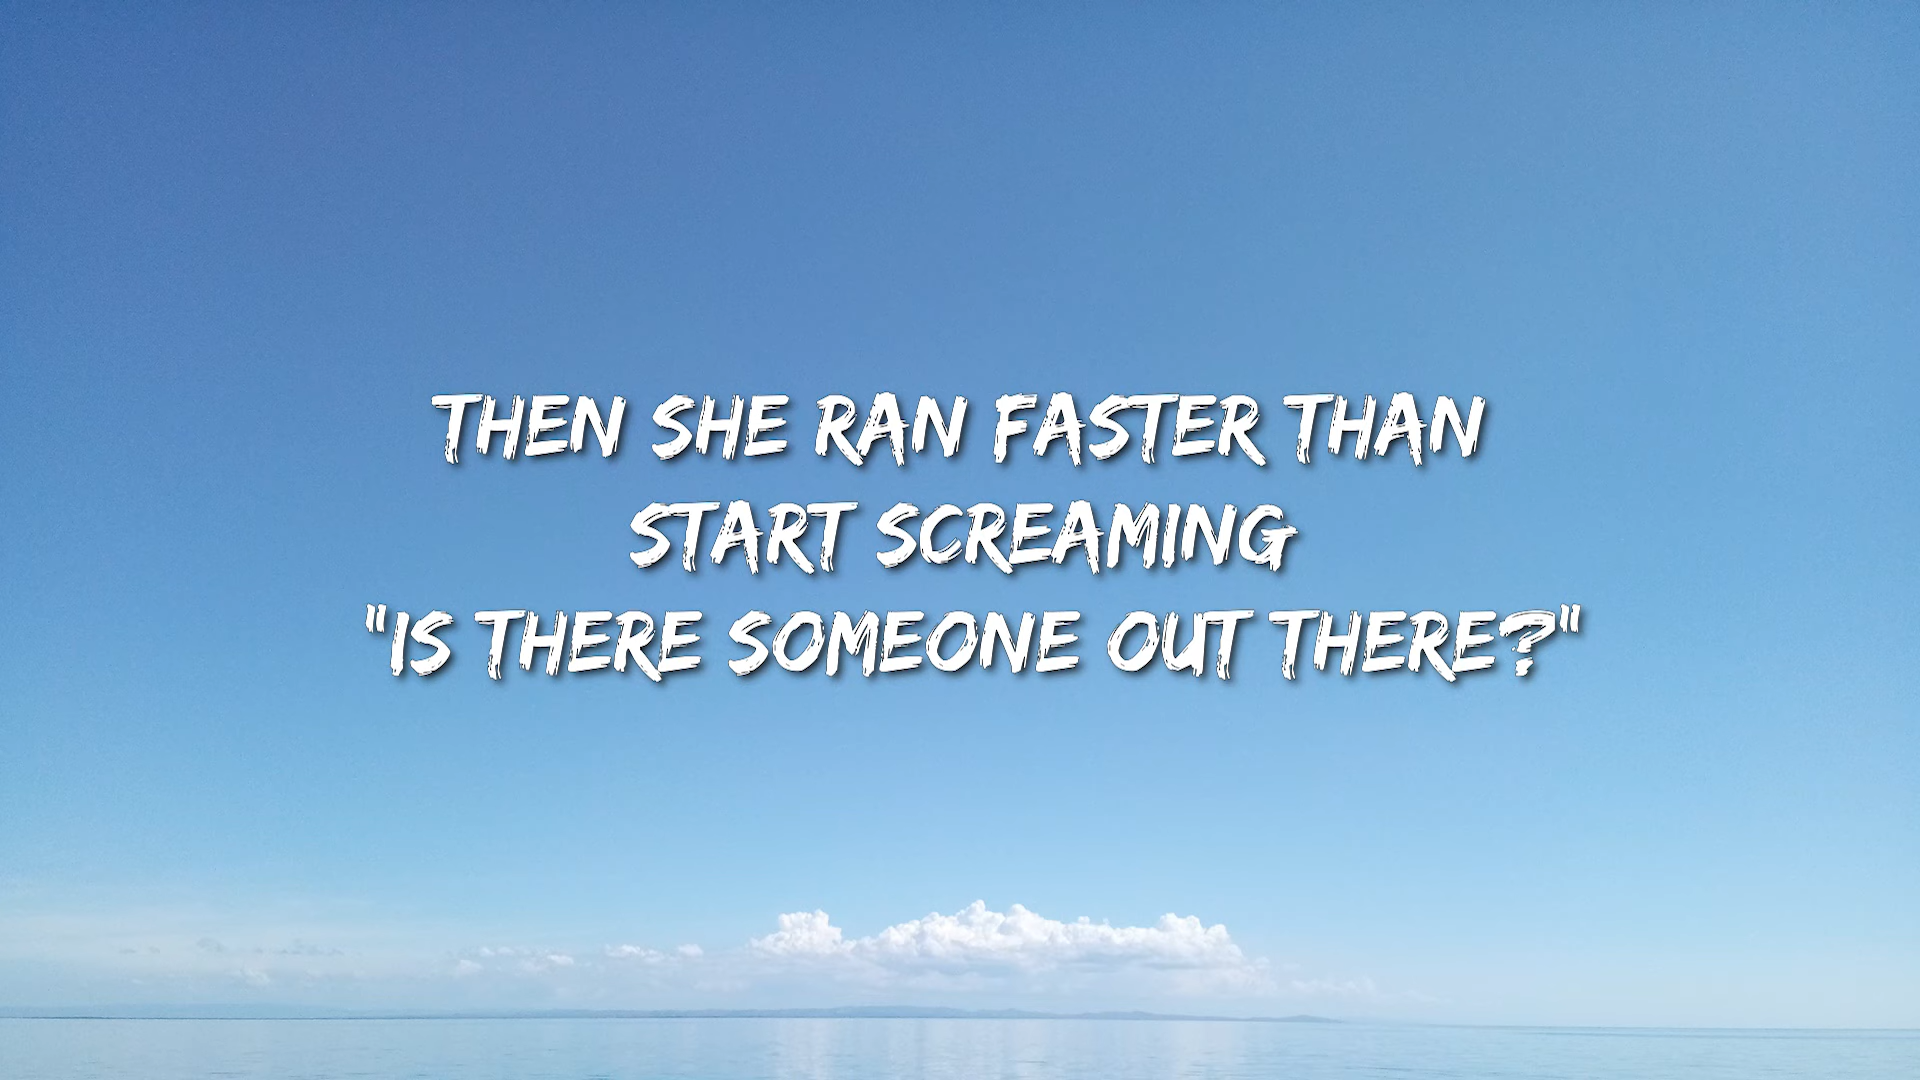 THEN SHE RAN FASTER THAN
START SCREAMING
"IS THERE SOMEONE OUT THERE?"